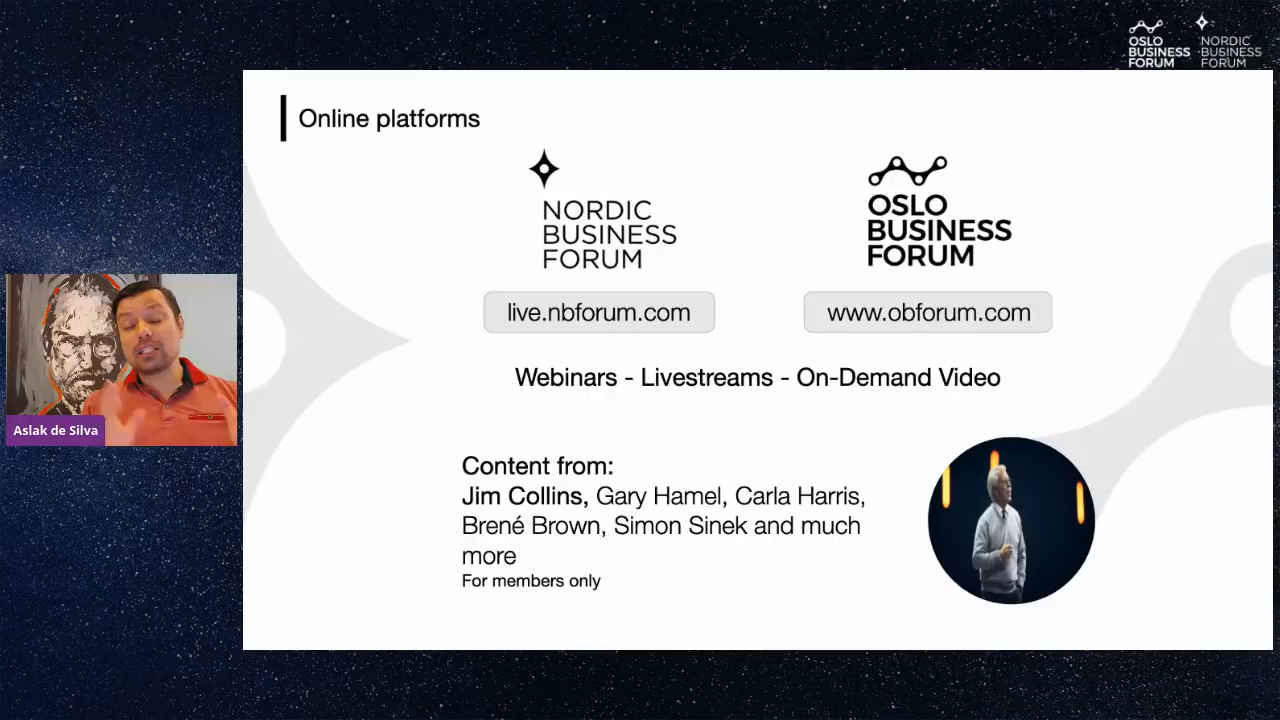 OSLO
BUSINESS
FORUM
NORDIC
BUSINESS
FORUM
Online platforms
NORDIC
BUSINESS
FORUM
OSLO
BUSINESS
FORUM
live.nbforum.com
www.obforum.com
Webinars - Livestreams - On-Demand Video
Aslak de Silva
Content from:
Jim Collins, Gary Hamel, Carla Harris,
Brené Brown, Simon Sinek and much
more
For members only